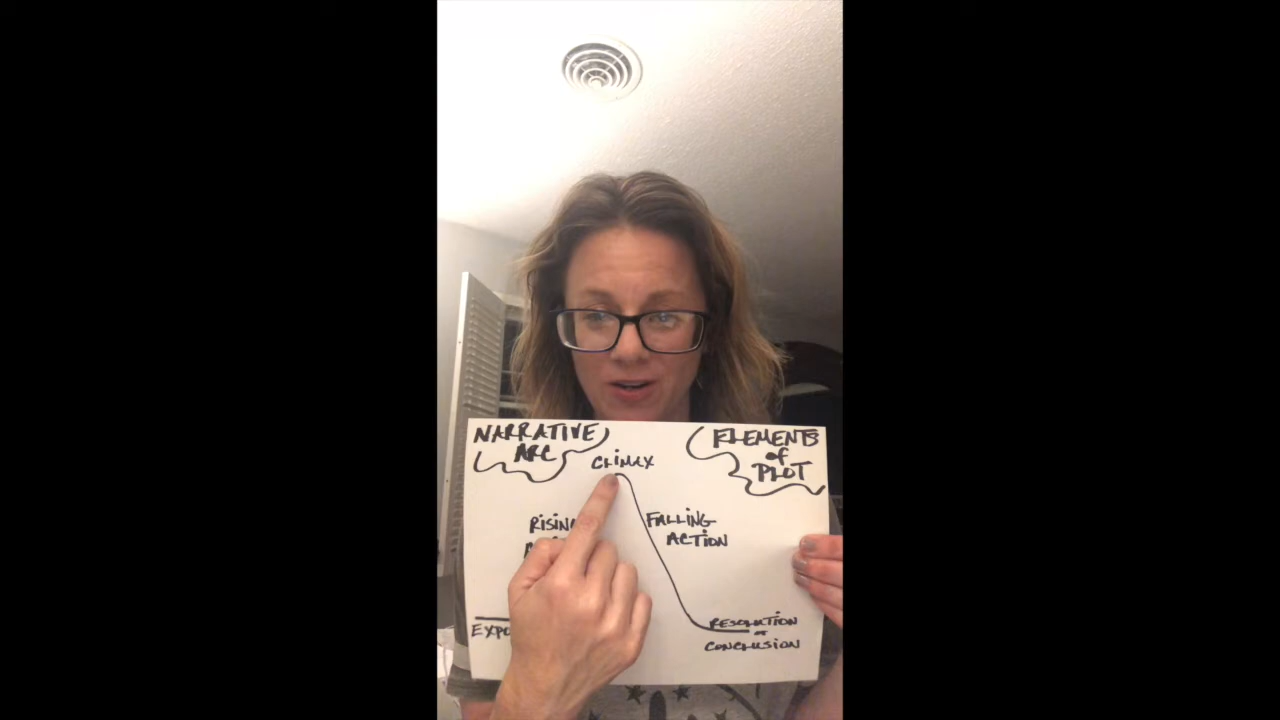 NARRATIVE
ARC
ELEMENTS
of
PLOT
CLiMAX
FALLiNG
ACTiON
RESOLUTiON
or
CONCLUSiON